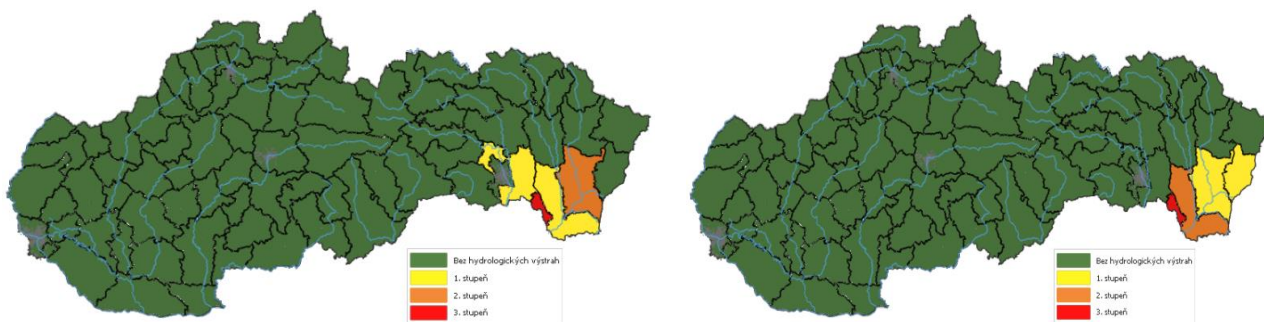 Bez hydrologických výstrah
1. stupeň
2. stupeň
3. stupeň
Bez hydrologických výstrah
1. stupeň
2. stupeň
3. stupeň